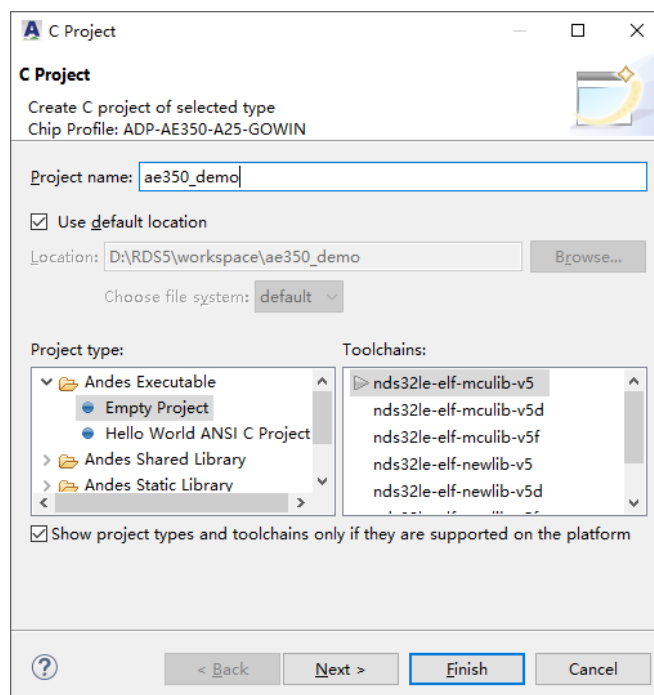 C Project
C Project
Create C project of selected type
Chip Profile: ADP-AE350-A25-GOWIN
Project name: ae350_demo
Use default location
Location: D:\RDS5\workspace\ae350_demo Browse...
Choose file system: default
Project type: Toolchains:
Andes Executable nds32le-elf-mculib-v5
Empty Project nds32le-elf-mculib-v5d
Hello World ANSI C Project nds32le-elf-mculib-v5f
Andes Shared Library nds32le-elf-newlib-v5
Andes Static Library nds32le-elf-newlib-v5d
Show project types and toolchains only if they are supported on the platform
? < Back Next > Finish Cancel